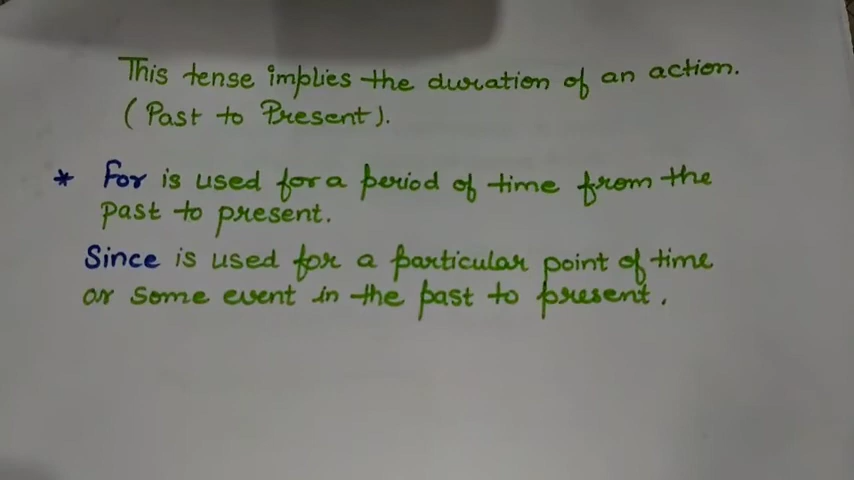 This tense implies the duration of an action.
(Past to Present).
* For is used for a period of time from the
past to present.
Since is used for a particular point of time
or some event in the past to present.